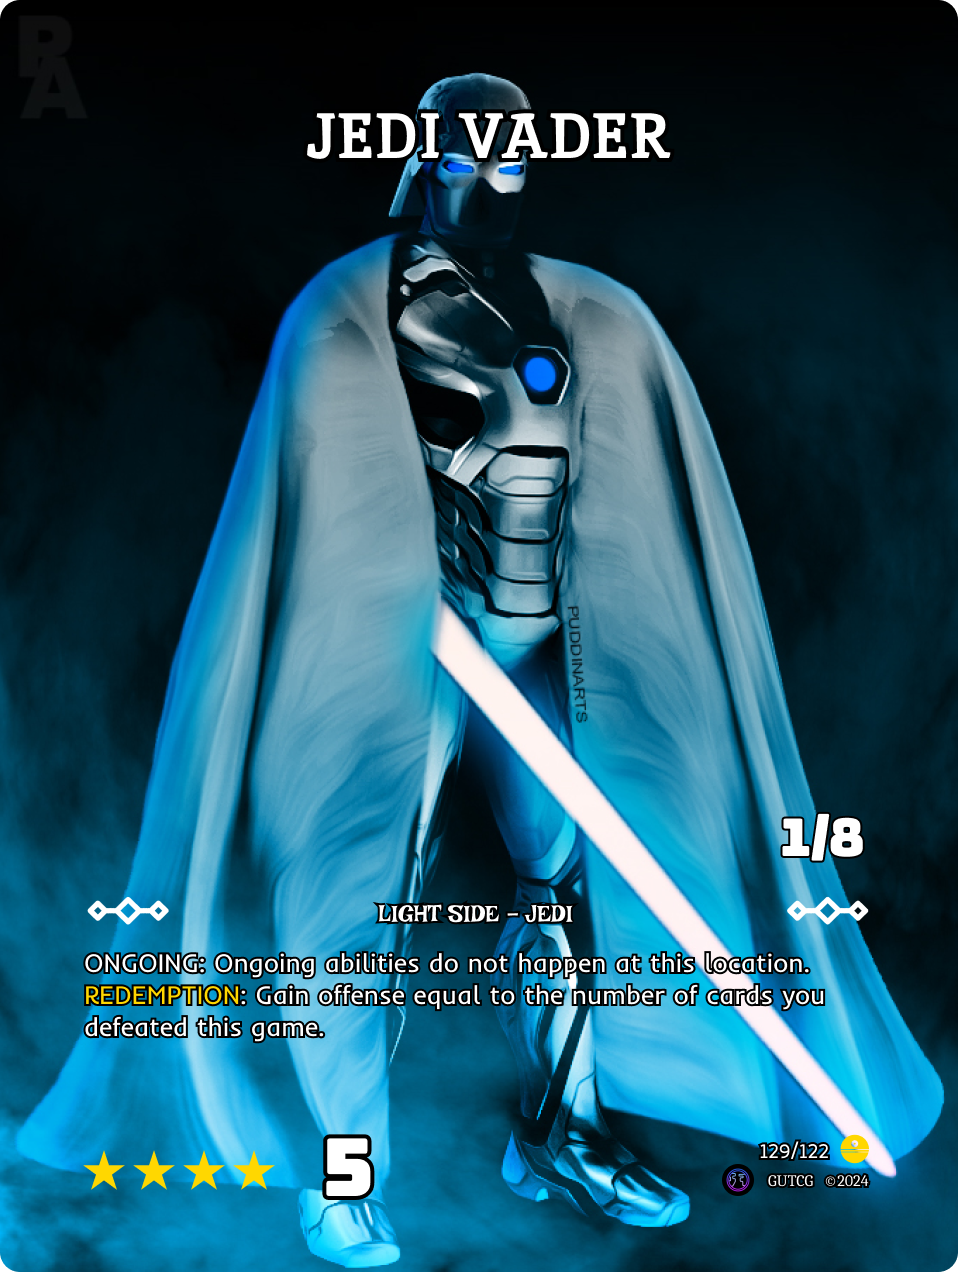 R
A
JEDI VADER
PUDDINARTS
1/8
LIGHT SIDE – JEDI
ONGOING: Ongoing abilities do not happen at this location.
REDEMPTION: Gain offense equal to the number of cards you
defeated this game.
5
129/122
GUTCG ©2024